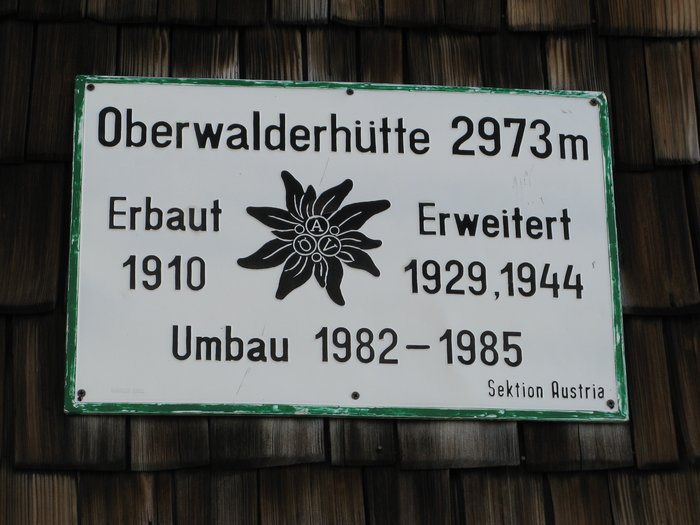 Oberwalderhütte 2973m
Erbaut
1910
A
Ö V
Erweitert
1929,1944
Umbau 1982-1985
Sektion Austria